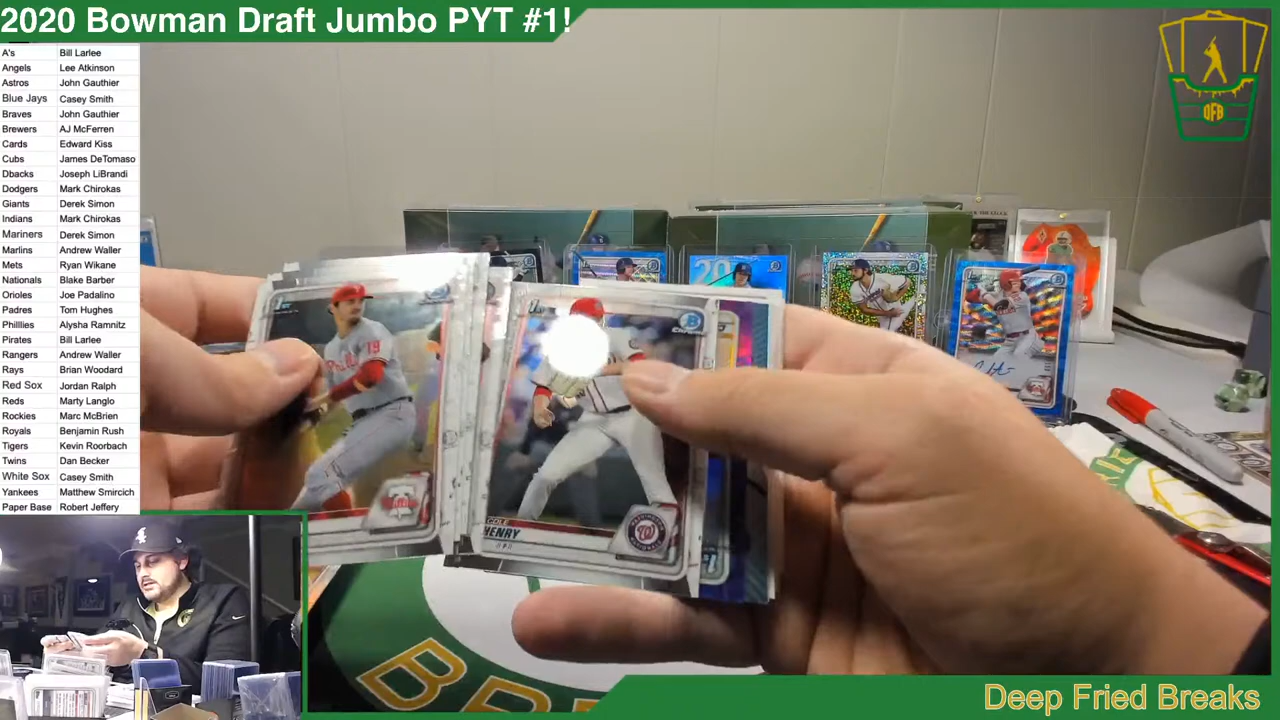 2020 Bowman Draft Jumbo PYT #1!
A's Bill Larlee
Angels Lee Atkinson
Astros John Gauthier
Blue Jays Casey Smith
Braves John Gauthier
Brewers AJ McFerren
Cards Edward Kiss
Cubs James DeTomaso
Dbacks Joseph LiBrandi
Dodgers Mark Chirokas
Giants Derek Simon
Indians Mark Chirokas
Mariners Derek Simon
Marlins Andrew Waller
Mets Ryan Wikane
Nationals Blake Barber
Orioles Joe Padalino
Padres Tom Hughes
Philllies Alysha Ramnitz
Pirates Bill Larlee
Rangers Andrew Waller
Rays Brian Woodard
Red Sox Jordan Ralph
Reds Marty Langlo
Rockies Marc McBrien
Royals Benjamin Rush
Tigers Kevin Roorbach
Twins Dan Becker
White Sox Casey Smith
Yankees Matthew Smircich
Paper Base Robert Jeffery
DFB
Phillies 19
COLE
HENRY
Deep Fried Breaks